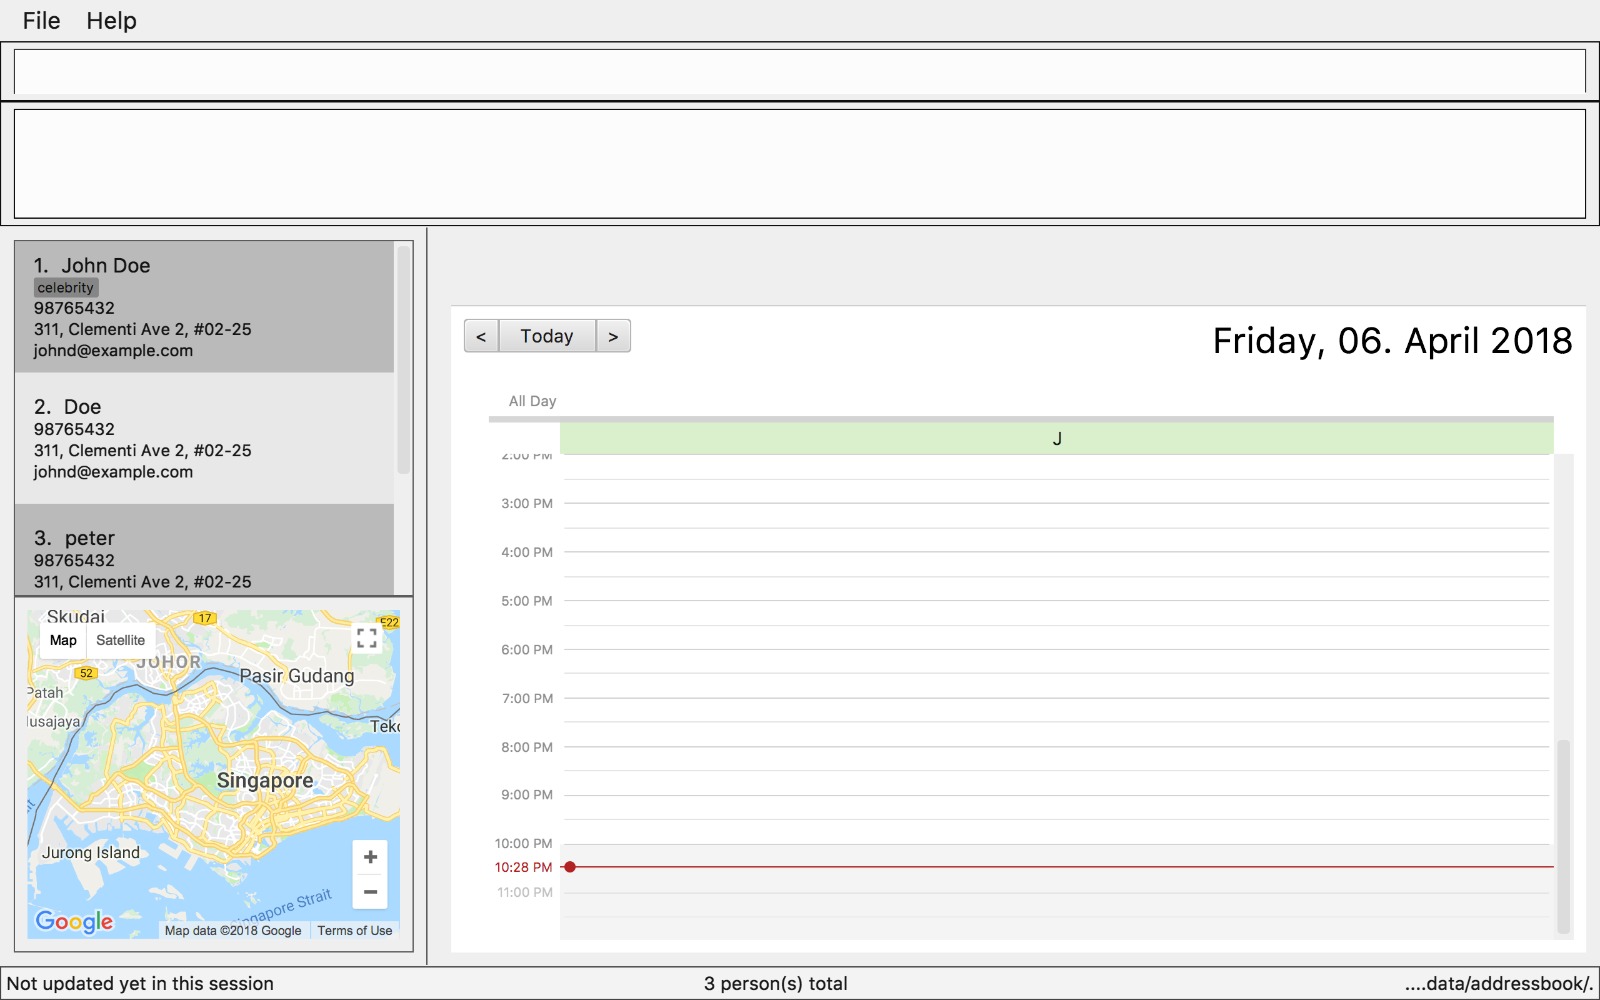 File Help
1. John Doe
celebrity
98765432
311, Clementi Ave 2, #02-25
johnd@example.com
2. Doe
98765432
311, Clementi Ave 2, #02-25
johnd@example.com
3. peter
98765432
311, Clementi Ave 2, #02-25
Skudai
17
E22
Map Satellite
JOHOR
52
Pasir Gudang
Patah
Singapore
Jurong Island
+
−
Strait
Google
Map data ©2018 Google Terms of Use
< Today >
Friday, 06. April 2018
All Day
J
2:00 PM
3:00 PM
4:00 PM
5:00 PM
6:00 PM
7:00 PM
8:00 PM
9:00 PM
10:00 PM
10:28 PM
11:00 PM
Not updated yet in this session
3 person(s) total
....data/addressbook/.